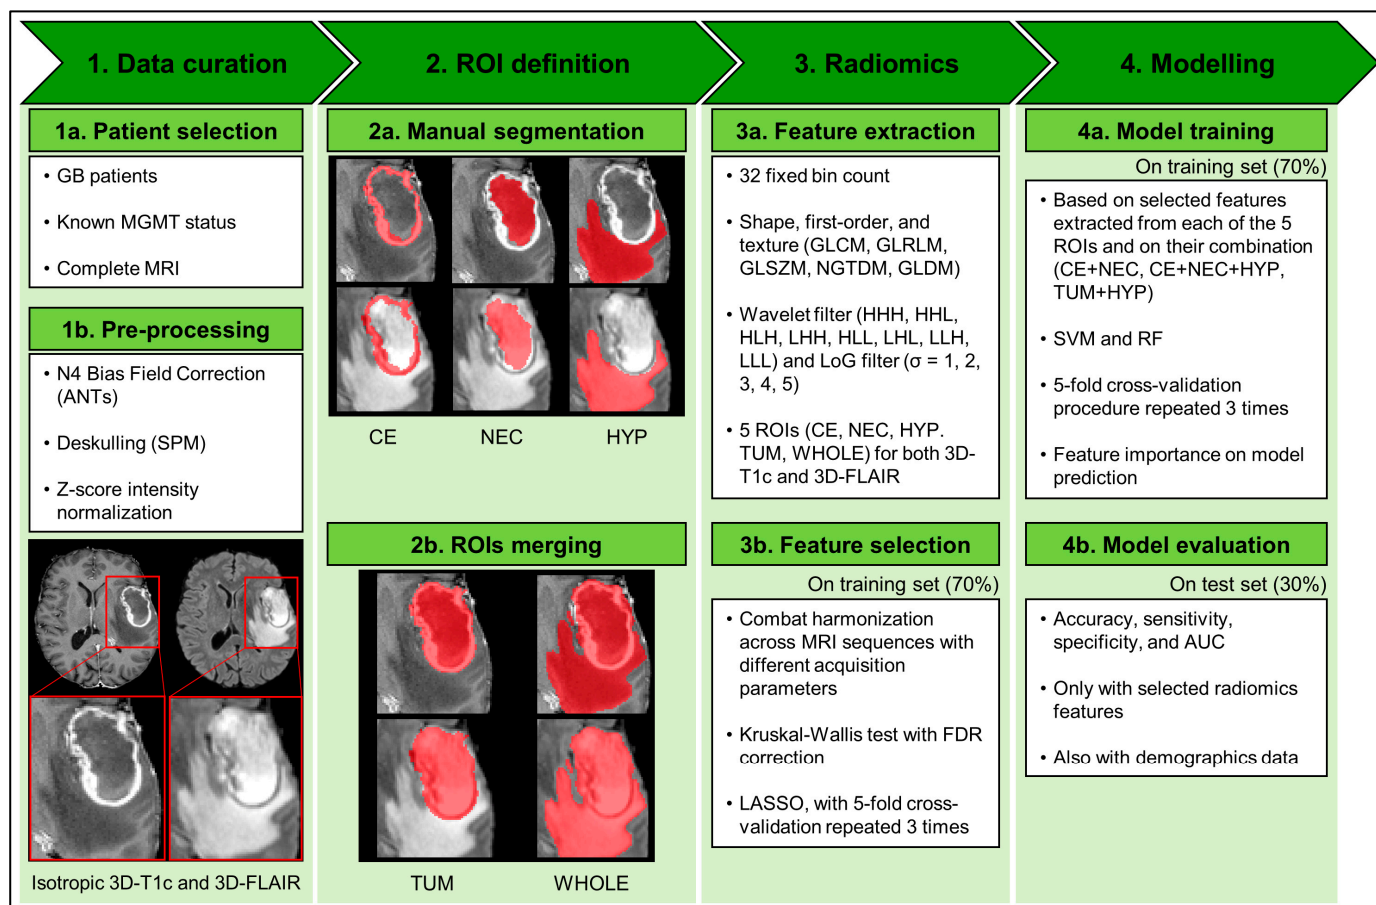 1. Data curation
2. ROI definition
3. Radiomics
4. Modelling
1a. Patient selection
• GB patients
• Known MGMT status
• Complete MRI
1b. Pre-processing
• N4 Bias Field Correction
(ANTs)
• Deskulling (SPM)
• Z-score intensity
normalization
Isotropic 3D-T1c and 3D-FLAIR
2a. Manual segmentation
CE
NEC
HYP
2b. ROIs merging
TUM
WHOLE
3a. Feature extraction
• 32 fixed bin count
• Shape, first-order, and
texture (GLCM, GLRLM,
GLSZM, NGTDM, GLDM)
• Wavelet filter (HHH, HHL,
HLH, LHH, HLL, LHL, LLH,
LLL) and LoG filter (σ = 1, 2,
3, 4, 5)
• 5 ROIs (CE, NEC, HYP.
TUM, WHOLE) for both 3D-
T1c and 3D-FLAIR
3b. Feature selection
On training set (70%)
• Combat harmonization
across MRI sequences with
different acquisition
parameters
• Kruskal-Wallis test with FDR
correction
• LASSO, with 5-fold cross-
validation repeated 3 times
4a. Model training
On training set (70%)
• Based on selected features
extracted from each of the 5
ROIs and on their combination
(CE+NEC, CE+NEC+HYP,
TUM+HYP)
• SVM and RF
• 5-fold cross-validation
procedure repeated 3 times
• Feature importance on model
prediction
4b. Model evaluation
On test set (30%)
• Accuracy, sensitivity,
specificity, and AUC
• Only with selected radiomics
features
• Also with demographics data